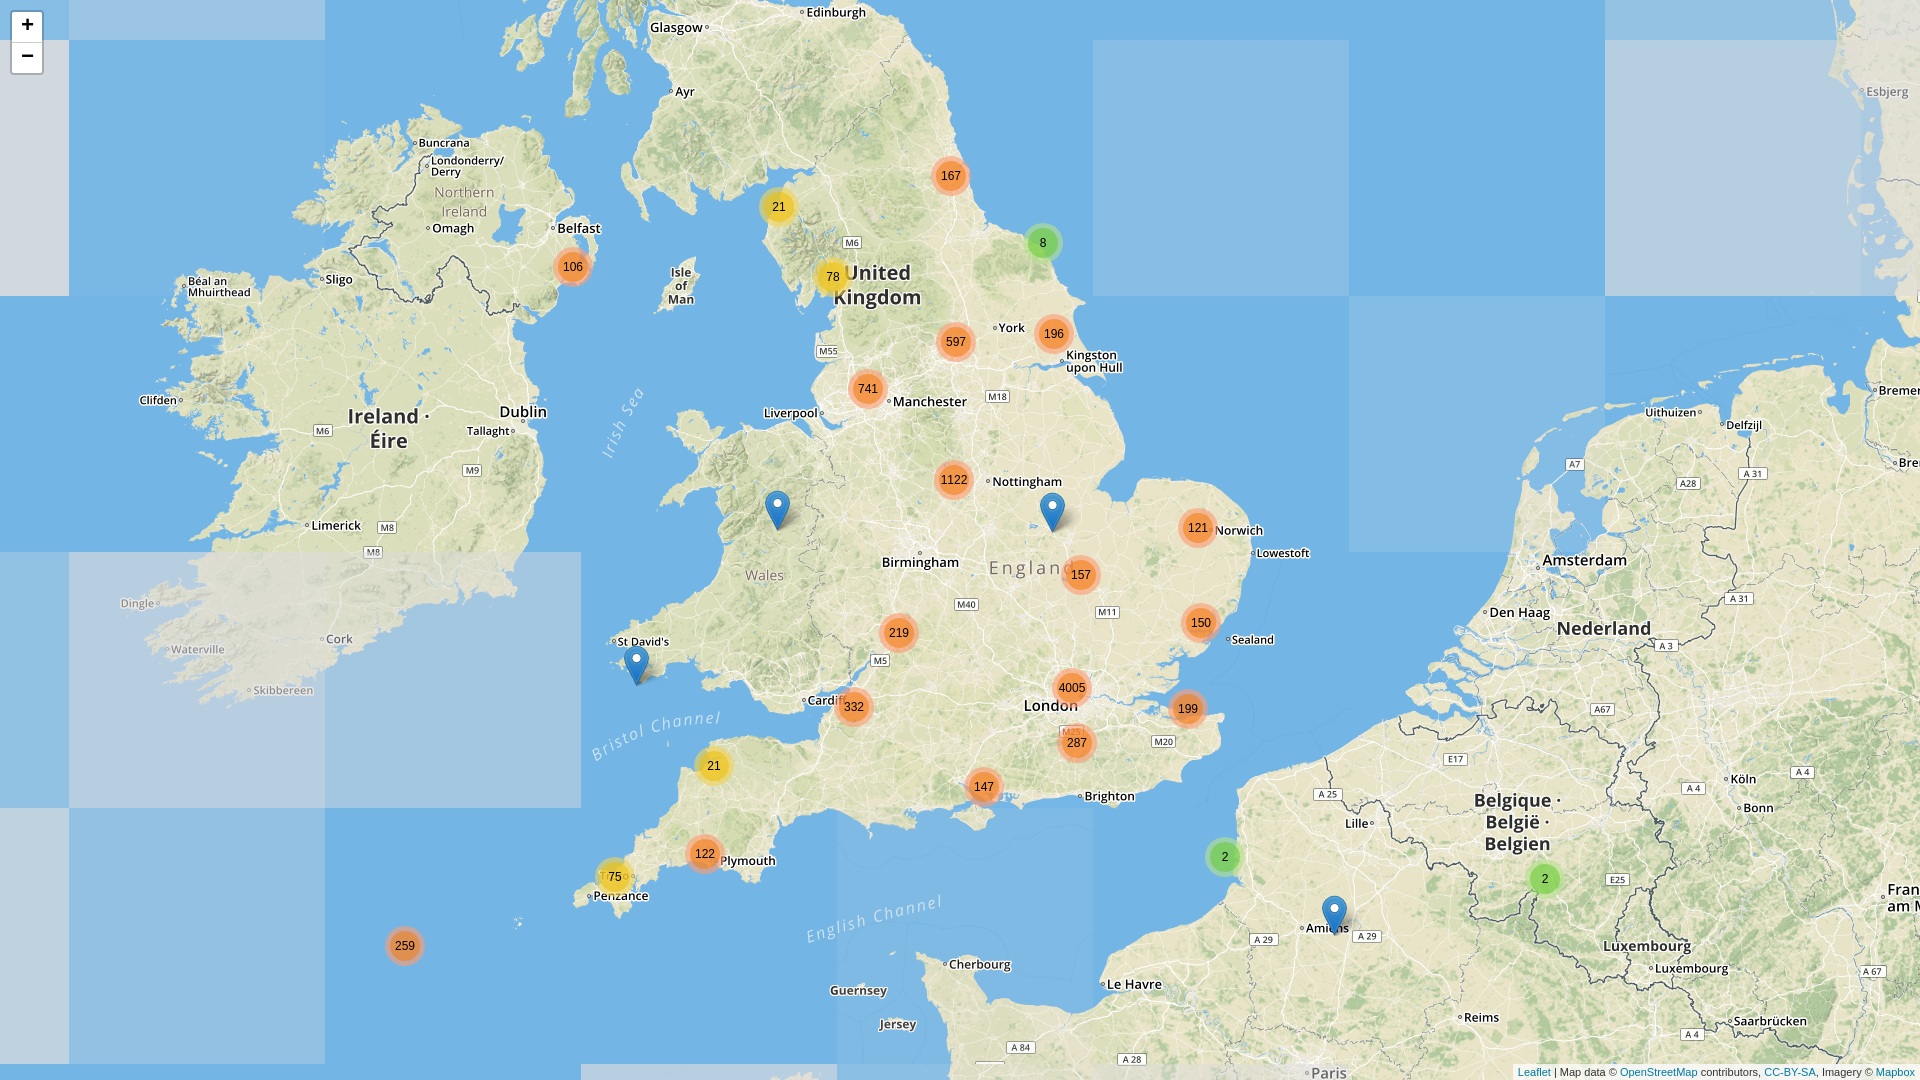 +
−
Edinburgh
Glasgow
Ayr
Esbjerg
Buncrana
Londonderry/
Derry
167
Northern
Ireland
21
Omagh
Belfast
M6
8
106
Isle
of
Man
78
United
Kingdom
Sligo
Béal an
Mhuirthead
York
196
597
M55
Kingston
upon Hull
741
M18
Manchester
Clifden
Liverpool
Dublin
Ireland ·
Éire
Tallaght
M6
Irish Sea
M9
Uithuizen
Delfzijl
Bremer
A7
A 31
A28
Bre
1122
Nottingham
Limerick
M8
M8
121
Norwich
Lowestoft
Birmingham
England
157
Wales
Amsterdam
M40
M11
A 31
Den Haag
Dingle
219
150
Nederland
Sealand
Cork
St David's
Waterville
A 3
M5
Skibbereen
4005
Cardiff
332
London
199
A67
Bristol Channel
M25
287
M20
E17
21
147
Brighton
Köln
A 4
A 4
A 25
Bonn
Belgique ·
België ·
Belgien
Lille
122
Plymouth
2
75
Penzance
2
E25
Fran
am M
English Channel
Amiens
A 29
A 29
259
Luxembourg
Luxembourg
A 67
Cherbourg
Guernsey
Le Havre
Jersey
Reims
Saarbrücken
A 4
A 84
A 28
Paris
Leaflet | Map data © OpenStreetMap contributors, CC-BY-SA, Imagery © Mapbox